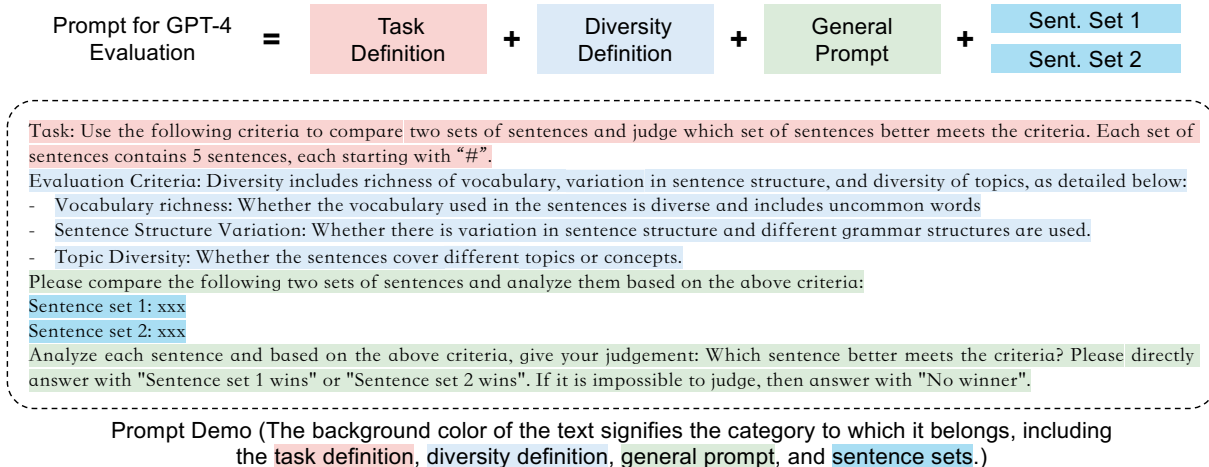 Prompt for GPT-4 Evaluation = Task Definition + Diversity Definition + General Prompt + Sent. Set 1
Sent. Set 2
Task: Use the following criteria to compare two sets of sentences and judge which set of sentences better meets the criteria. Each set of
sentences contains 5 sentences, each starting with “#”.
Evaluation Criteria: Diversity includes richness of vocabulary, variation in sentence structure, and diversity of topics, as detailed below:
- Vocabulary richness: Whether the vocabulary used in the sentences is diverse and includes uncommon words
- Sentence Structure Variation: Whether there is variation in sentence structure and different grammar structures are used.
- Topic Diversity: Whether the sentences cover different topics or concepts.
Please compare the following two sets of sentences and analyze them based on the above criteria:
Sentence set 1: xxx
Sentence set 2: xxx
Analyze each sentence and based on the above criteria, give your judgement: Which sentence better meets the criteria? Please directly
answer with "Sentence set 1 wins" or "Sentence set 2 wins". If it is impossible to judge, then answer with "No winner".
Prompt Demo (The background color of the text signifies the category to which it belongs, including
the task definition, diversity definition, general prompt, and sentence sets.)